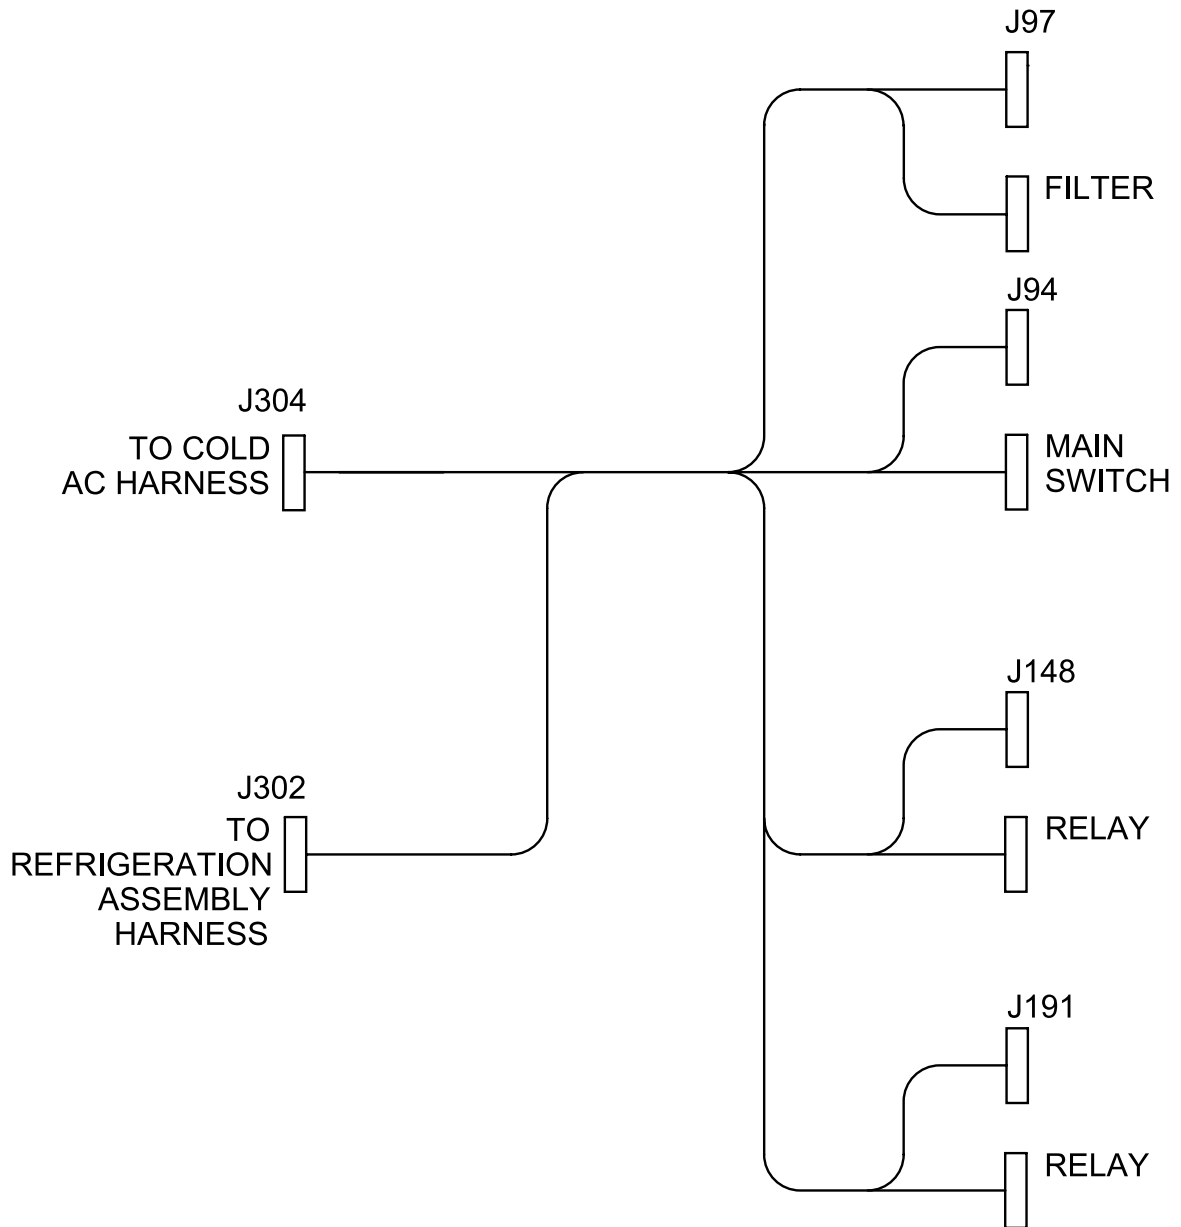 J97
FILTER
J94
J304
TO COLD
AC HARNESS
MAIN
SWITCH
J148
J302
TO
REFRIGERATION
ASSEMBLY
HARNESS
RELAY
J191
RELAY